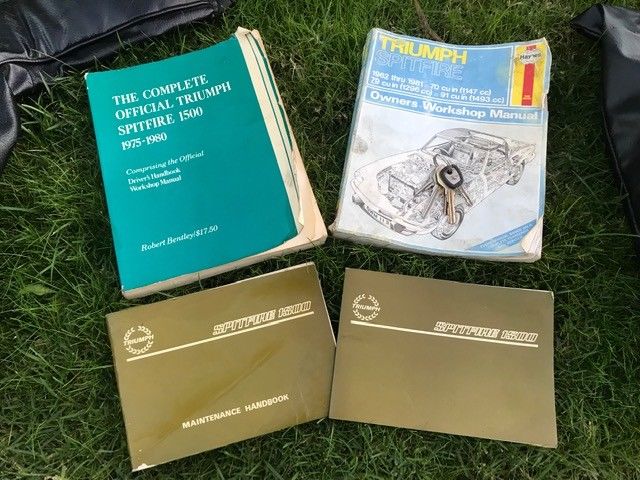 THE COMPLETE
OFFICIAL TRIUMPH
SPITFIRE 1500
1975-1980
Comprising the Official
Driver's Handbook
Workshop Manual
Robert Bentley/$17.50
TRIUMPH
SPITFIRE
Haynes
1962 thru 1981 - 70 cu in (1147 cc)
79 cu in (1296 cc) - 91 cu in (1493 cc)
Owners Workshop Manual
TRIUMPH
SPITFIRE 1500
MAINTENANCE HANDBOOK
TRIUMPH
SPITFIRE 1500